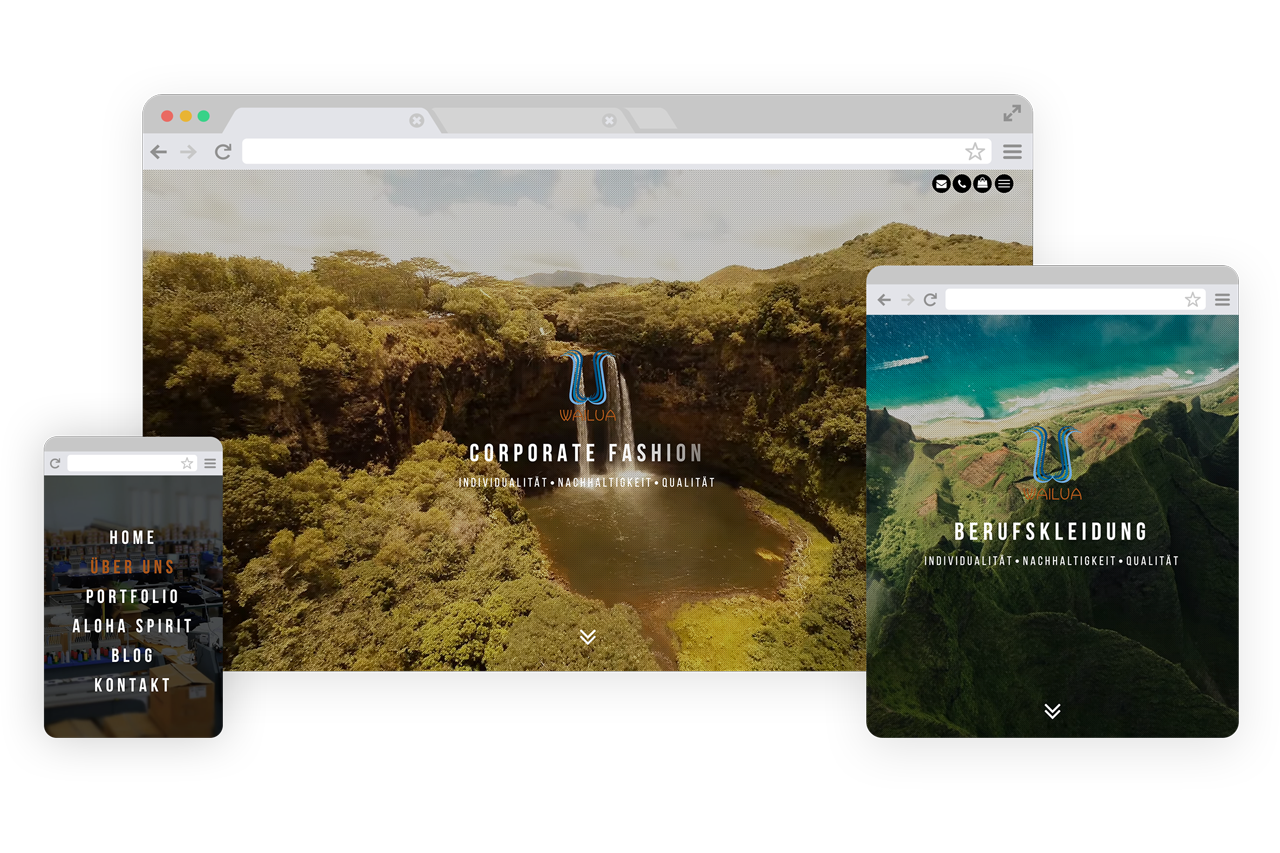 WAILUA
CORPORATE FASHION
INDIVIDUALITÄT•NACHHALTIGKEIT•QUALITÄT
HOME
ÜBER UNS
PORTFOLIO
ALOHA SPIRIT
BLOG
KONTAKT
WAILUA
BERUFSKLEIDUNG
INDIVIDUALITÄT•NACHHALTIGKEIT•QUALITÄT